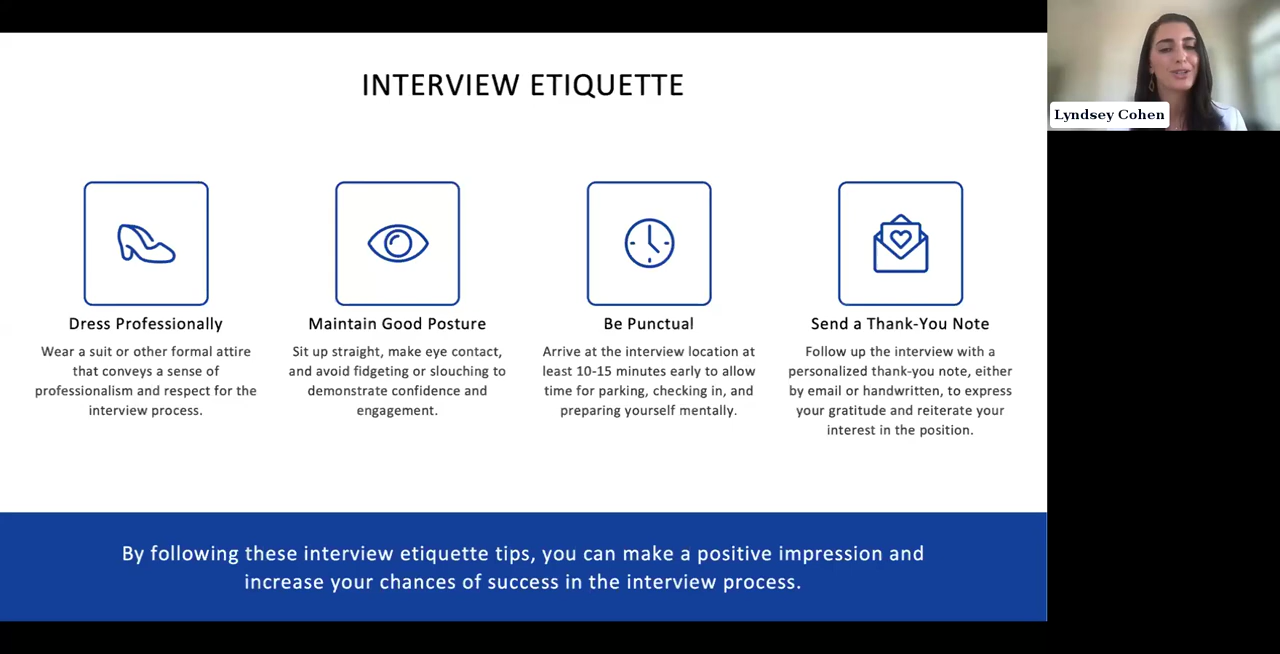 INTERVIEW ETIQUETTE
Lyndsey Cohen
Dress Professionally
Wear a suit or other formal attire
that conveys a sense of
professionalism and respect for the
interview process.
Maintain Good Posture
Sit up straight, make eye contact,
and avoid fidgeting or slouching to
demonstrate confidence and
engagement.
Be Punctual
Arrive at the interview location at
least 10-15 minutes early to allow
time for parking, checking in, and
preparing yourself mentally.
Send a Thank-You Note
Follow up the interview with a
personalized thank-you note, either
by email or handwritten, to express
your gratitude and reiterate your
interest in the position.
By following these interview etiquette tips, you can make a positive impression and
increase your chances of success in the interview process.